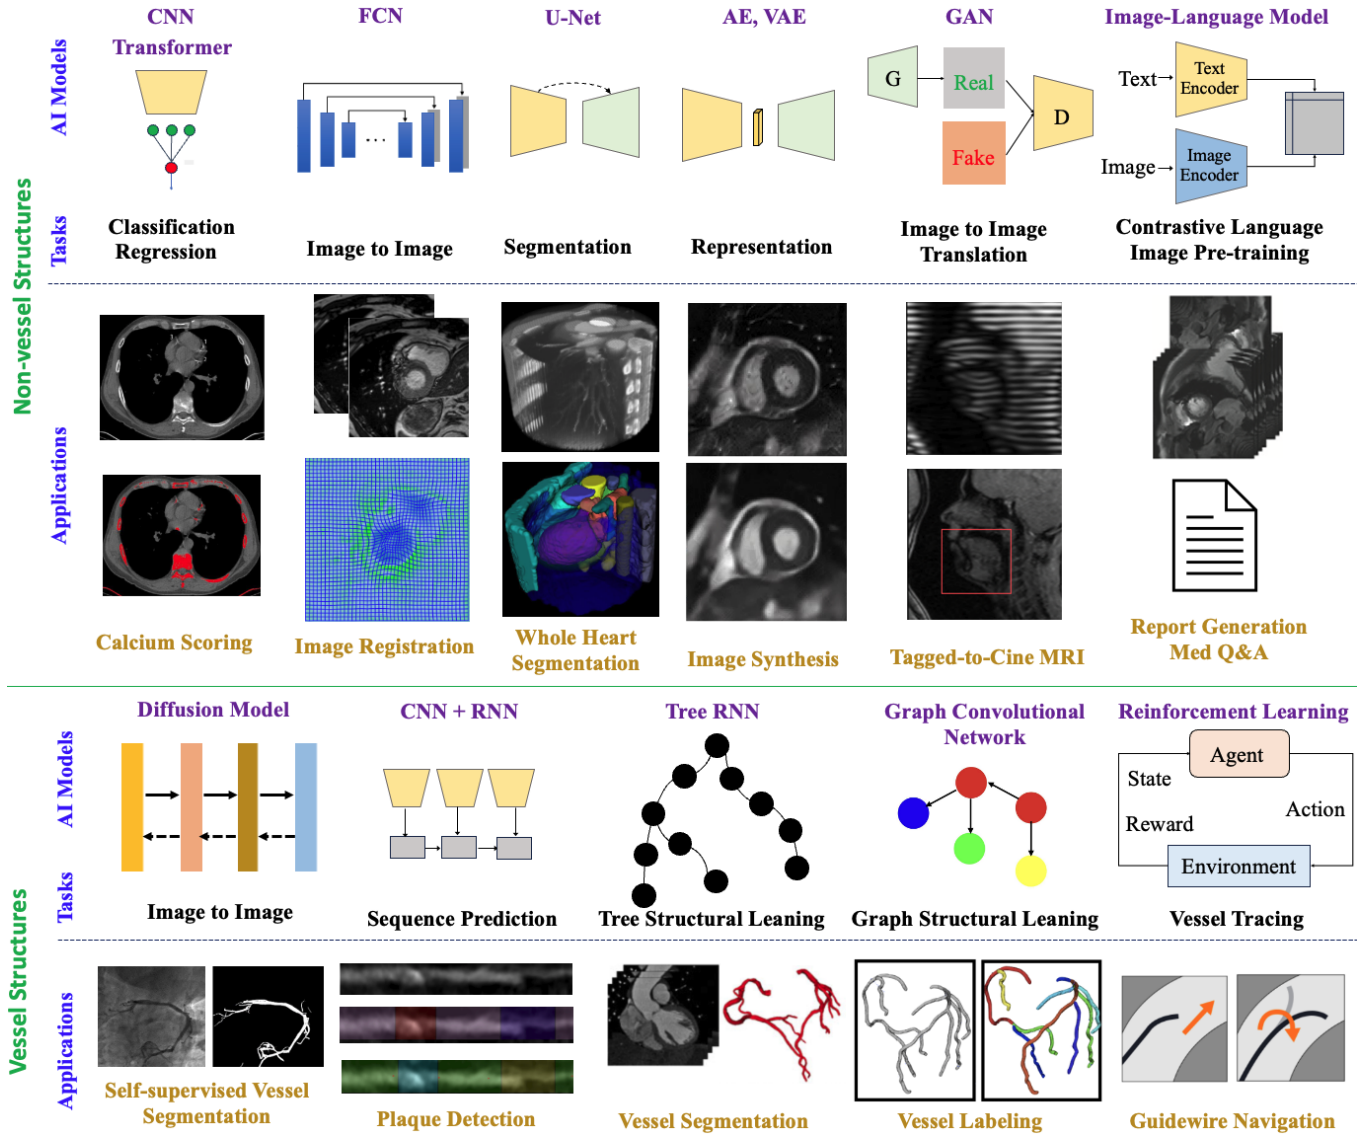 Non-vessel Structures
AI Models
CNN
Transformer
FCN
U-Net
AE, VAE
GAN
G
Real
Fake
D
Image-Language Model
Text
Text
Encoder
Image
Image
Encoder
Tasks
Classification
Regression
Image to Image
Segmentation
Representation
Image to Image
Translation
Contrastive Language
Image Pre-training
Applications
Calcium Scoring
Image Registration
Whole Heart
Segmentation
Image Synthesis
Tagged-to-Cine MRI
Report Generation
Med Q&A
Vessel Structures
AI Models
Diffusion Model
CNN + RNN
Tree RNN
Graph Convolutional
Network
Reinforcement Learning
Agent
State
Action
Reward
Environment
Tasks
Image to Image
Sequence Prediction
Tree Structural Leaning
Graph Structural Leaning
Vessel Tracing
Applications
Self-supervised Vessel
Segmentation
Plaque Detection
Vessel Segmentation
Vessel Labeling
Guidewire Navigation